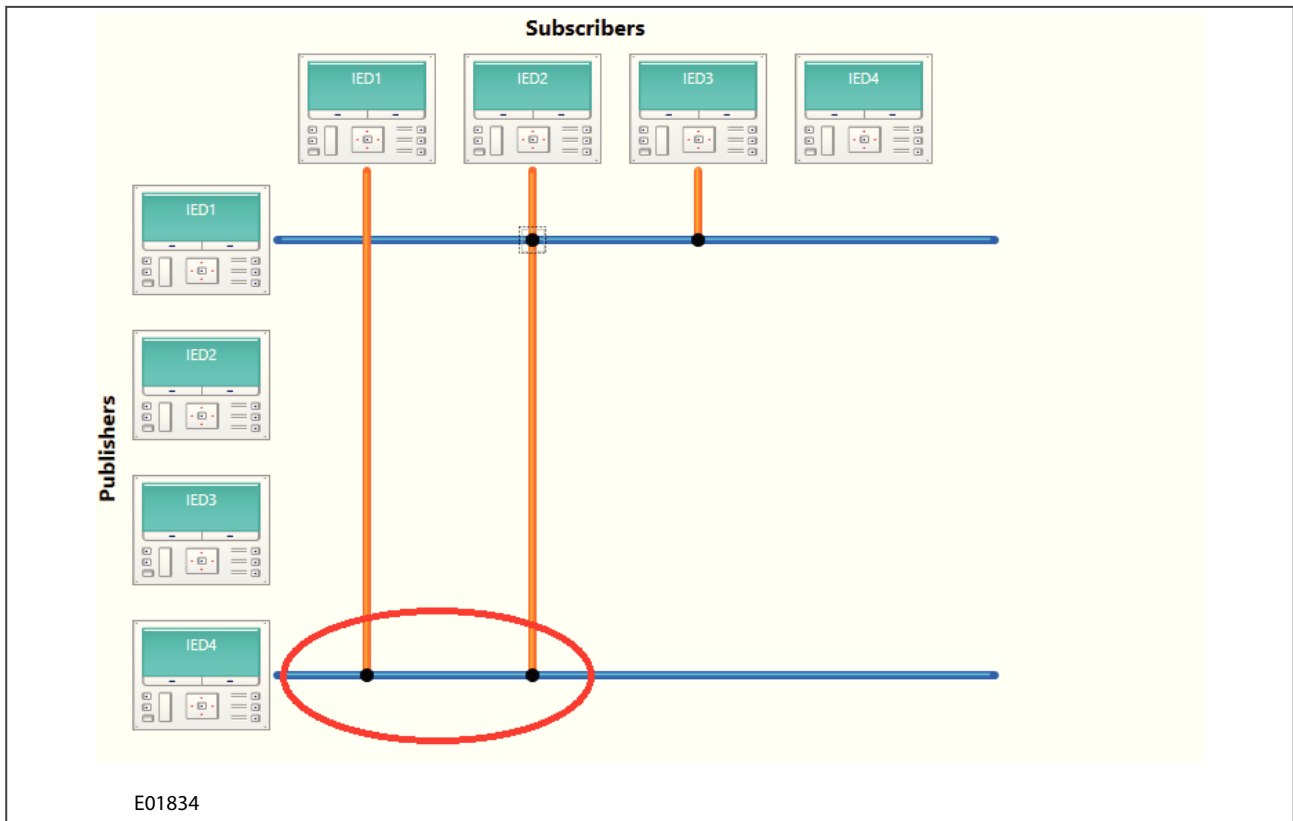 Subscribers
IED1
IED2
IED3
IED4
Publishers
IED1
IED2
IED3
IED4
E01834